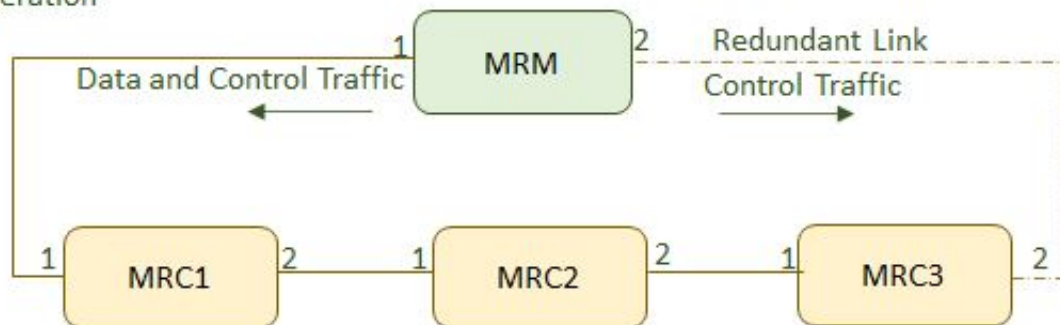 1 MRM 2 Redundant Link
Data and Control Traffic Control Traffic
1 MRC1 2 1 MRC2 2 1 MRC3 2